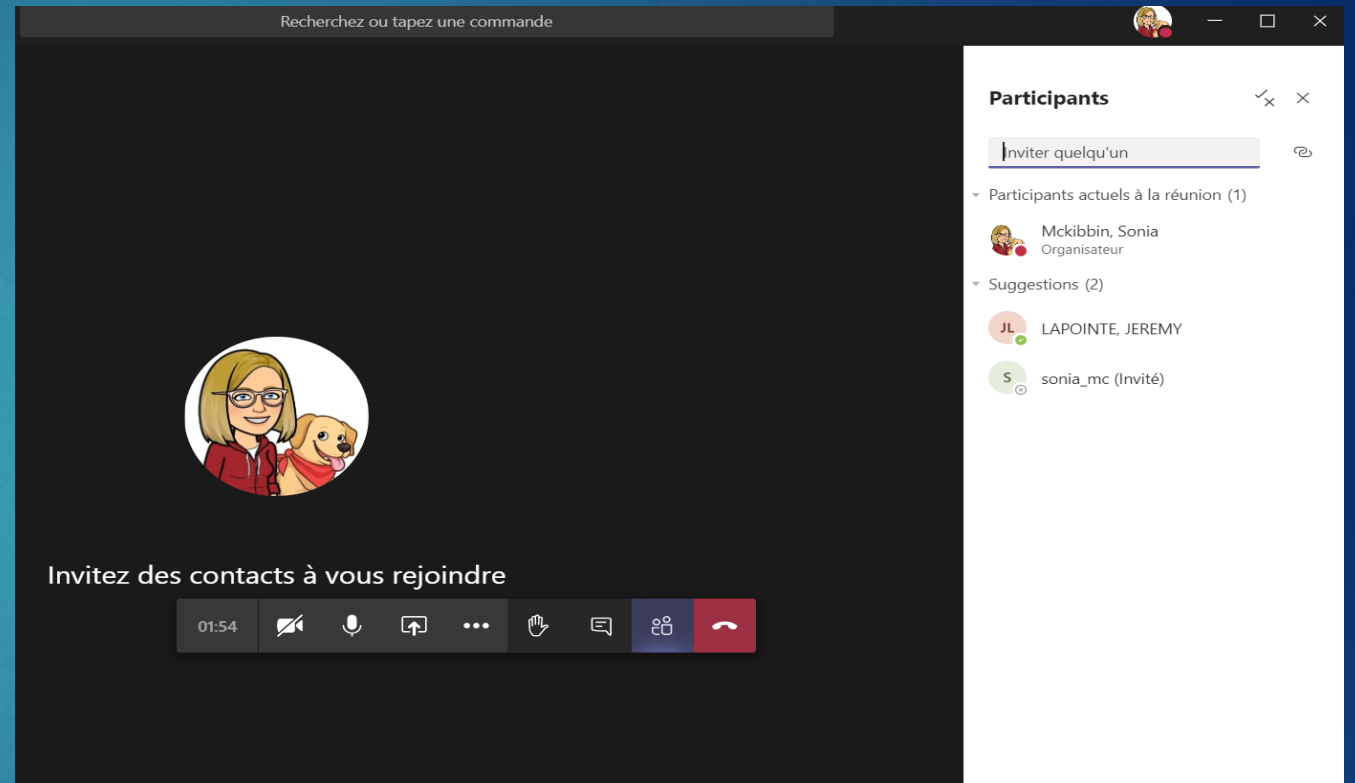 Recherchez ou tapez une commande
Participants
Inviter quelqu'un
Participants actuels à la réunion (1)
Mckibbin, Sonia
Organisateur
Suggestions (2)
JL
LAPOINTE, JEREMY
S
sonia_mc (Invité)
Invitez des contacts à vous rejoindre
01:54